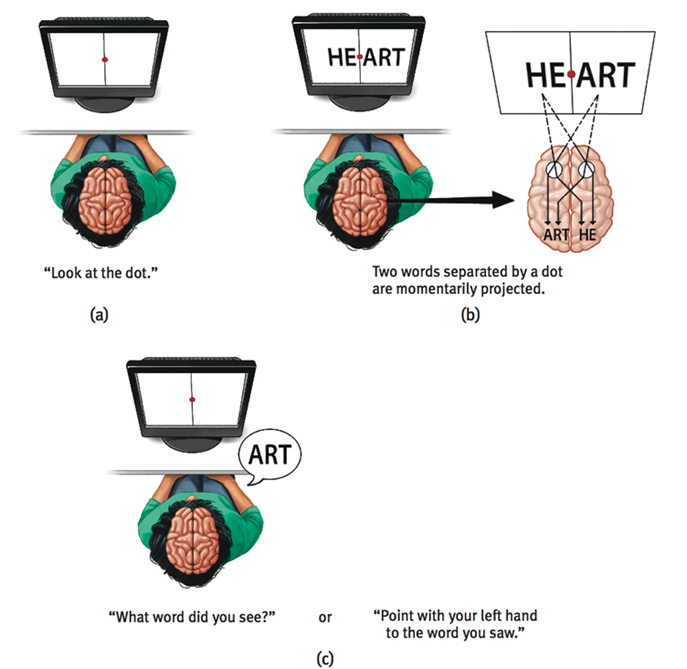 HE ART
HE ART
ART HE
“Look at the dot.”
Two words separated by a dot
are momentarily projected.
(a)
(b)
ART
“What word did you see?” or “Point with your left hand
to the word you saw.”
(c)